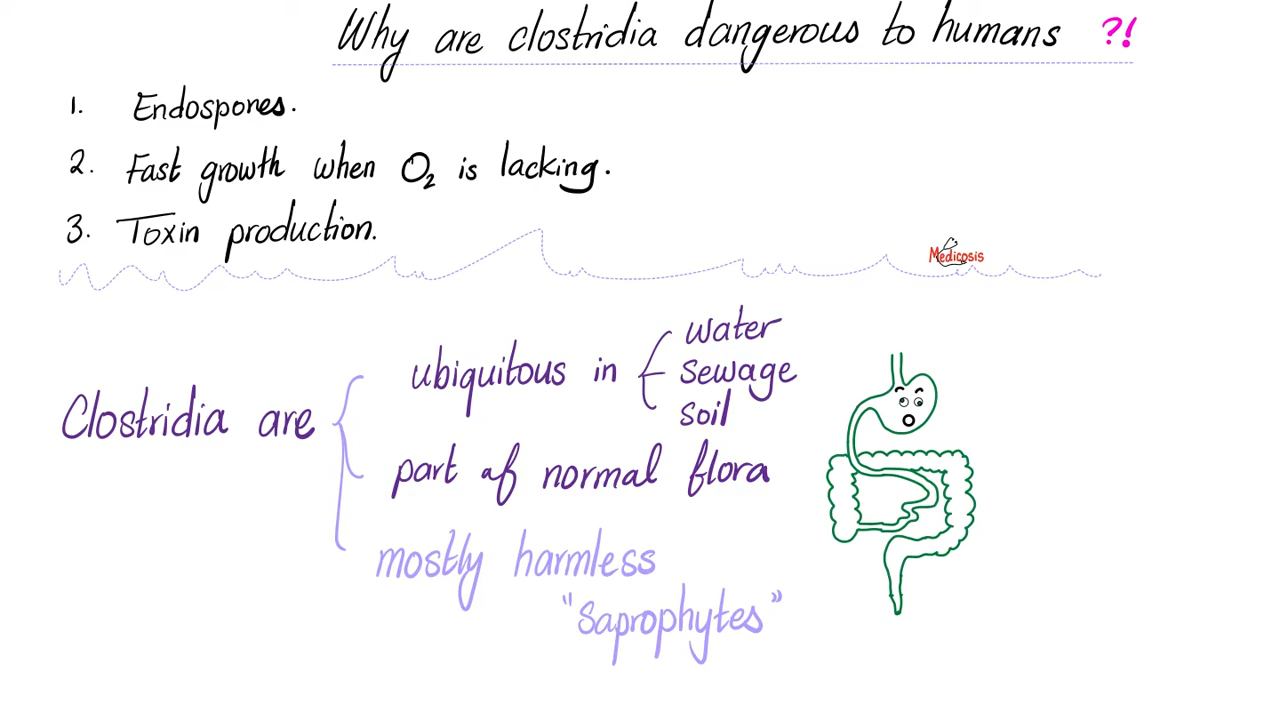 Why are clostridia dangerous to humans ?!
1. Endospores.
2. Fast growth when O₂ is lacking.
3. Toxin production.
Medicosis
Clostridia are
ubiquitous in
water
sewage
soil
part of normal flora
mostly harmless
"Saprophytes"